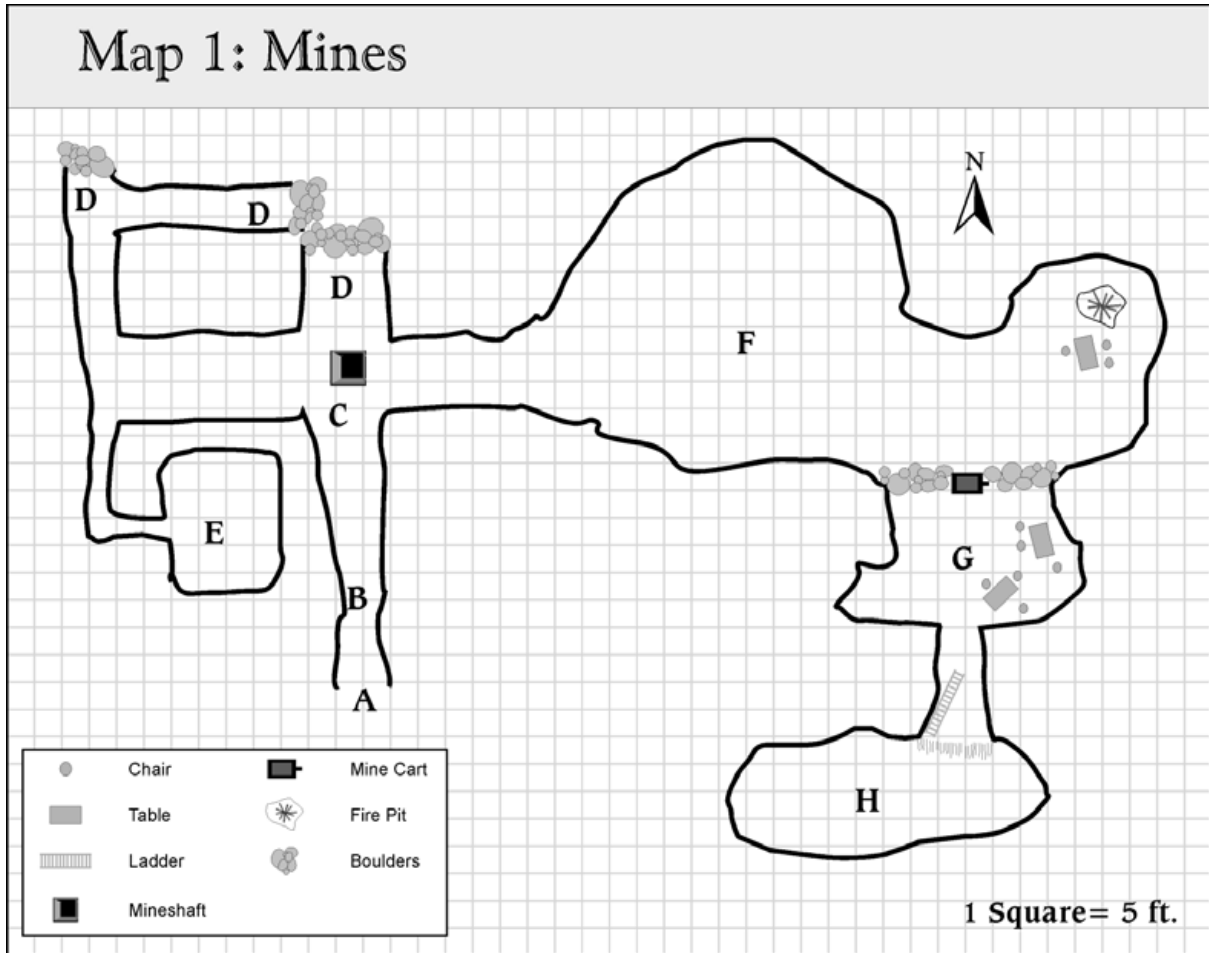 Map 1: Mines
N
D
D
D
F
C
E
G
B
A
H
Chair
Mine Cart
Table
Fire Pit
Ladder
Boulders
Mineshaft
1 Square= 5 ft.